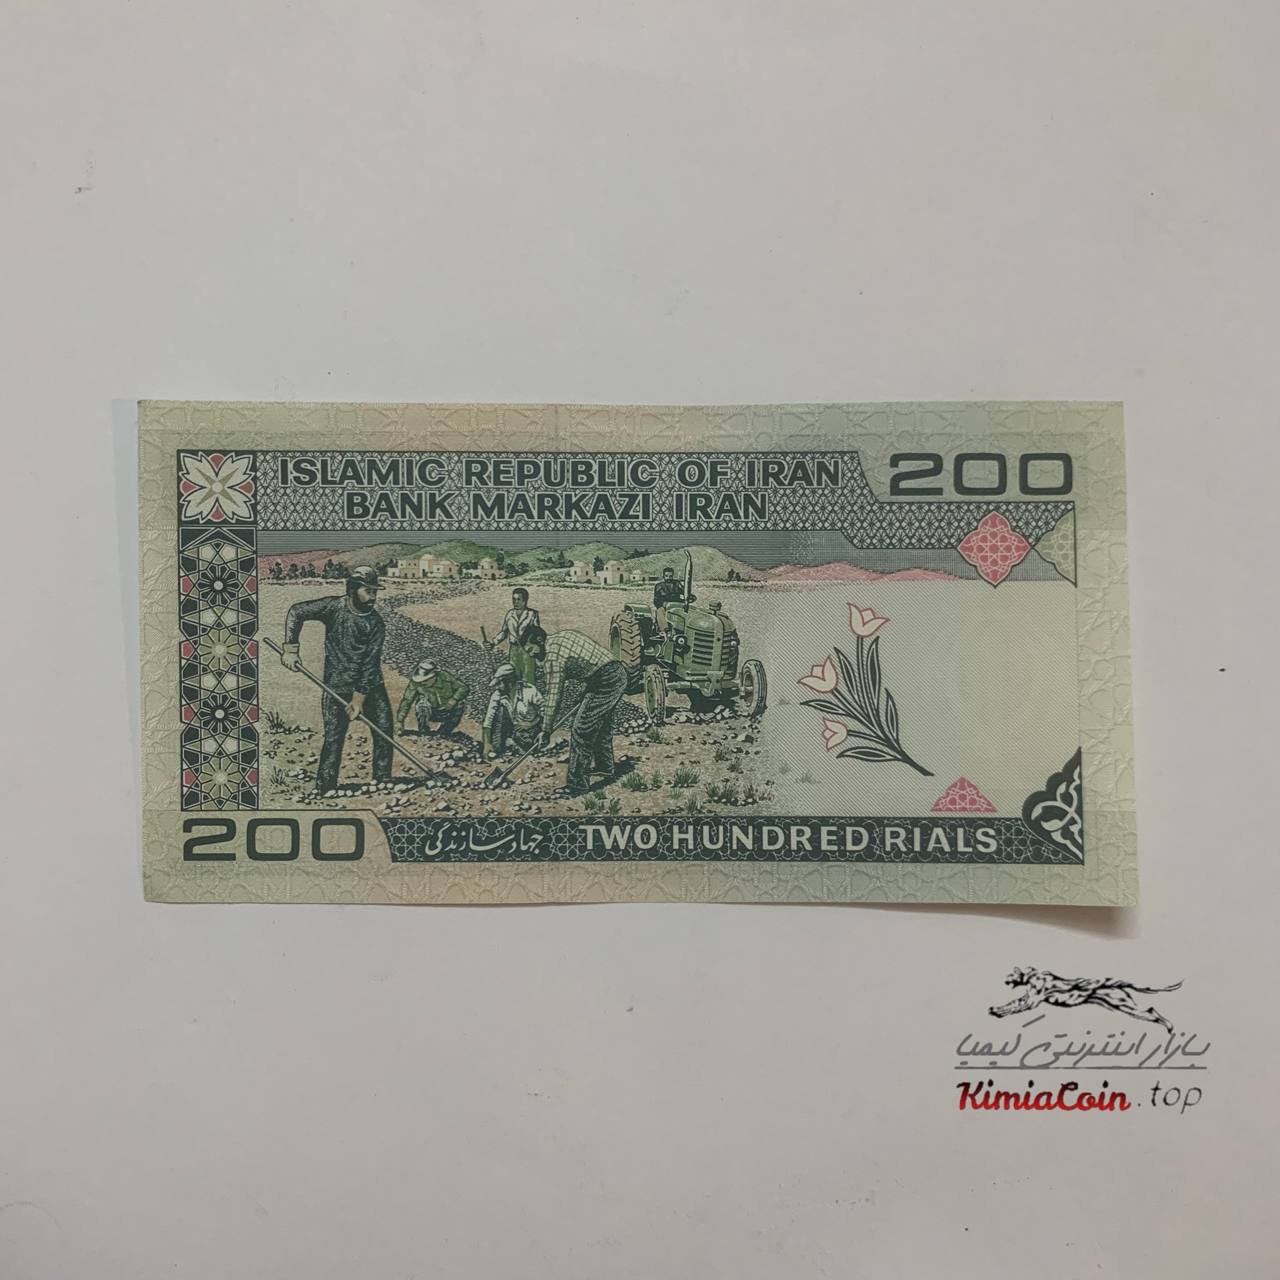 ISLAMIC REPUBLIC OF IRAN
200
BANK MARKAZI IRAN
200
جهاد سازندگی
TWO HUNDRED RIALS
بازار اینترنتی کیمیا
KimiaCoin.top